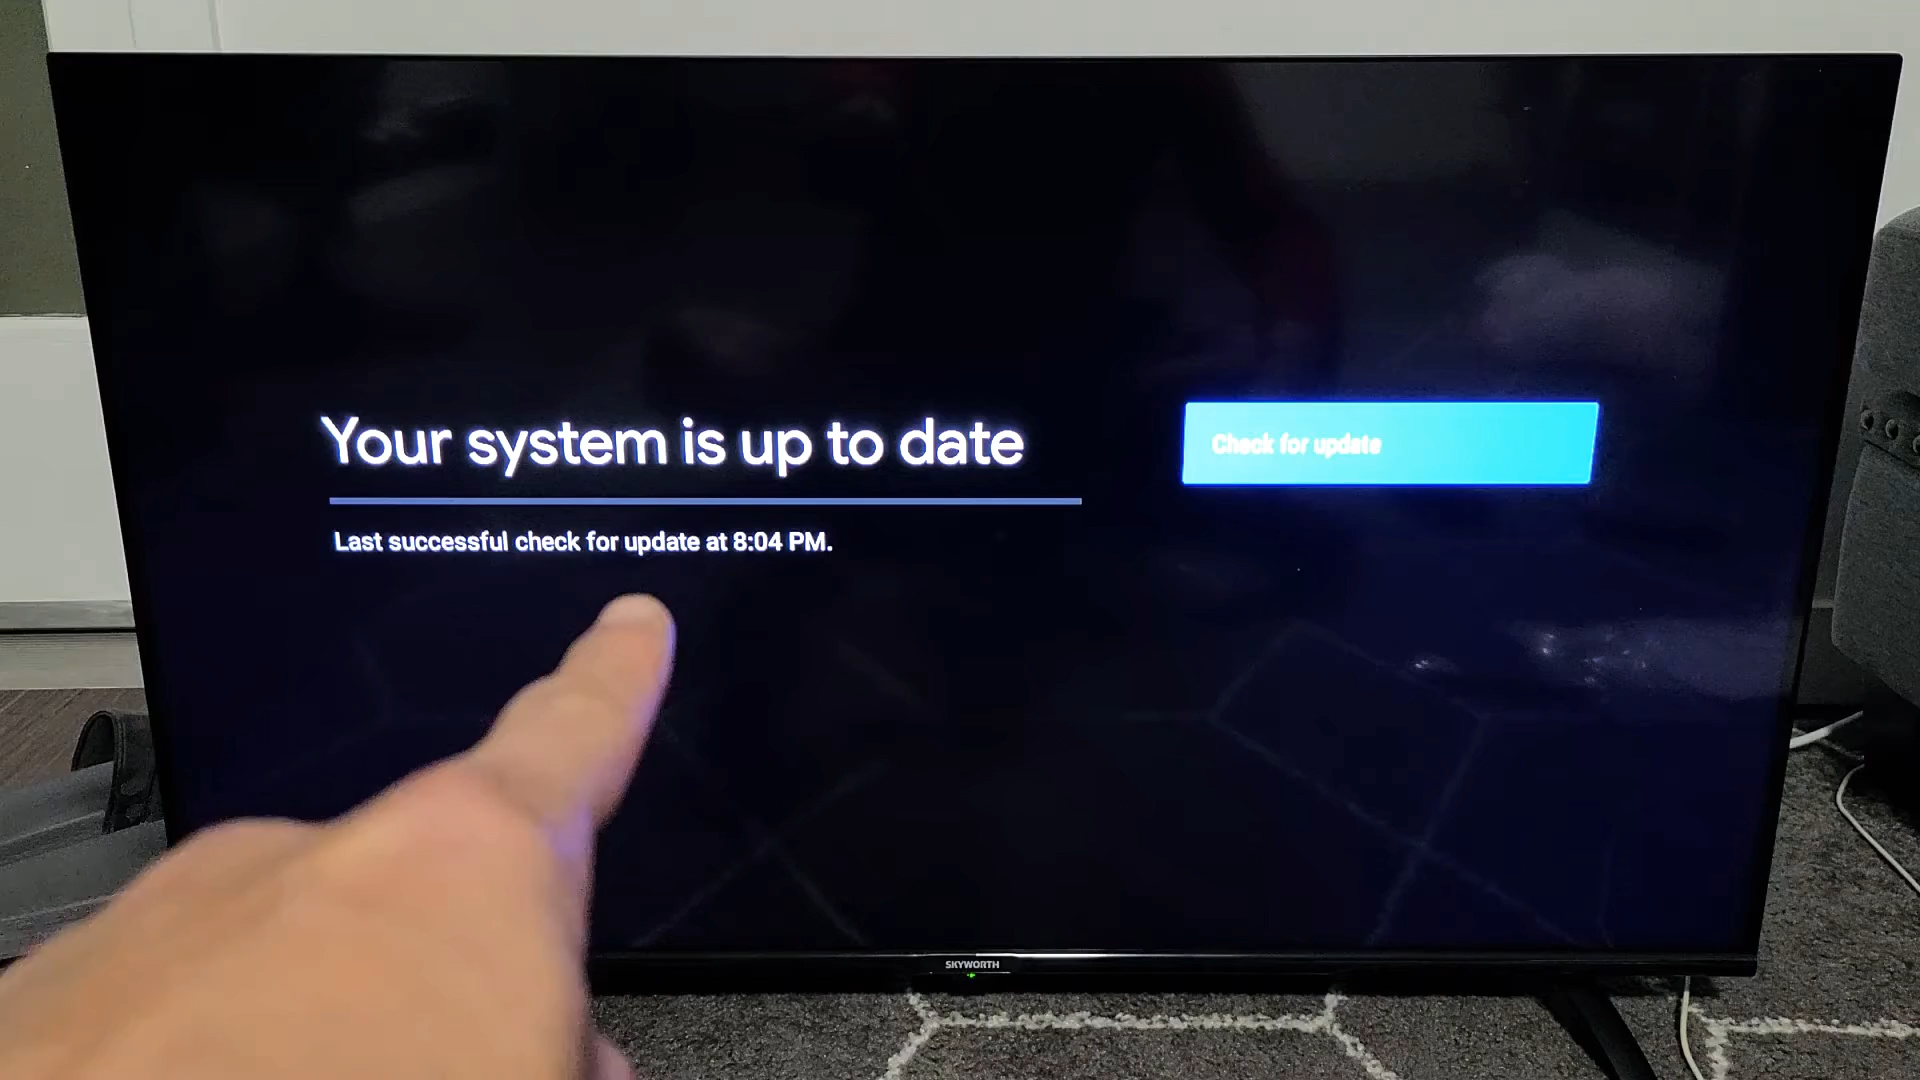 Your system is up to date
Check for update
Last successful check for update at 8:04 PM.
SKYWORTH